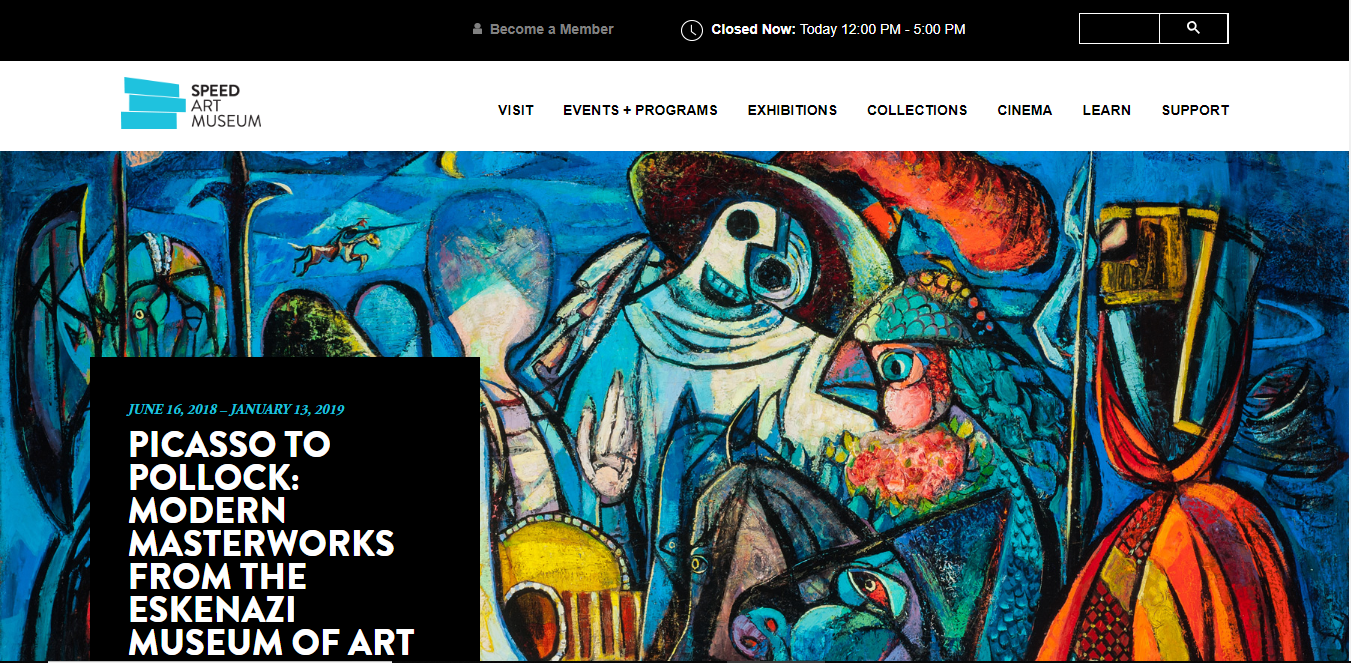 Become a Member
Closed Now: Today 12:00 PM - 5:00 PM
SPEED
ART
MUSEUM
VISIT EVENTS + PROGRAMS EXHIBITIONS COLLECTIONS CINEMA LEARN SUPPORT
JUNE 16, 2018 – JANUARY 13, 2019
PICASSO TO
POLLOCK:
MODERN
MASTERWORKS
FROM THE
ESKENAZI
MUSEUM OF ART